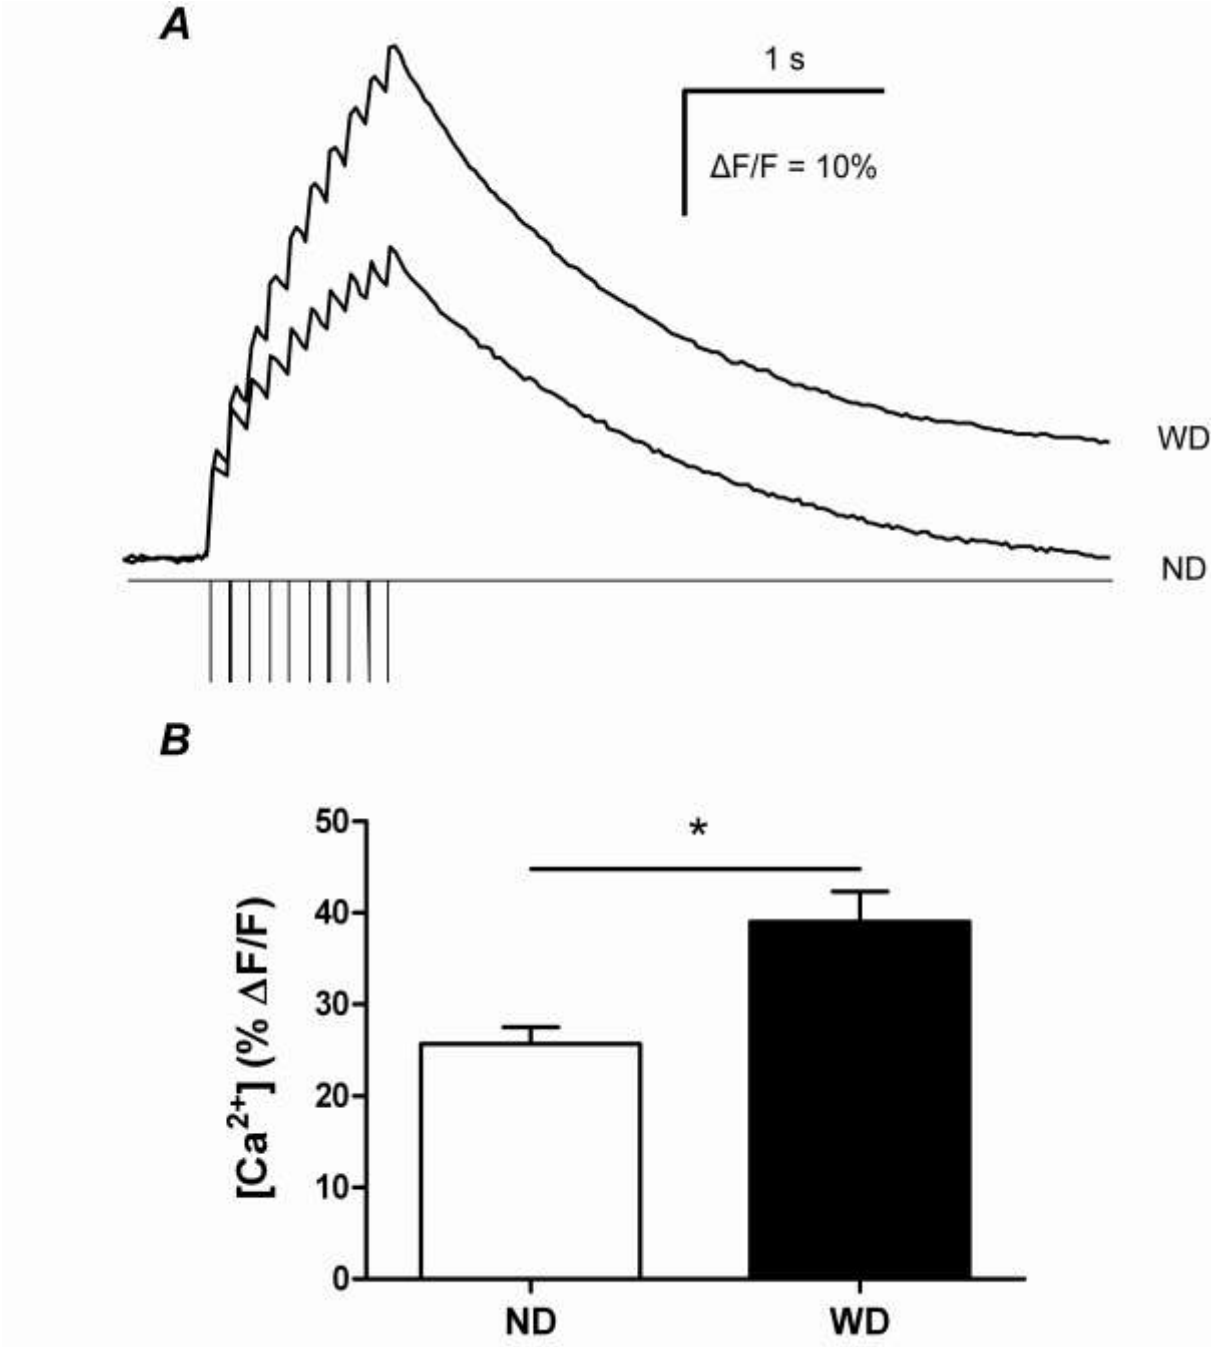 A
1 s
ΔF/F = 10%
WD
ND
B
50
*
40
30
20
10
0
[Ca²⁺] (% ΔF/F)
ND
WD